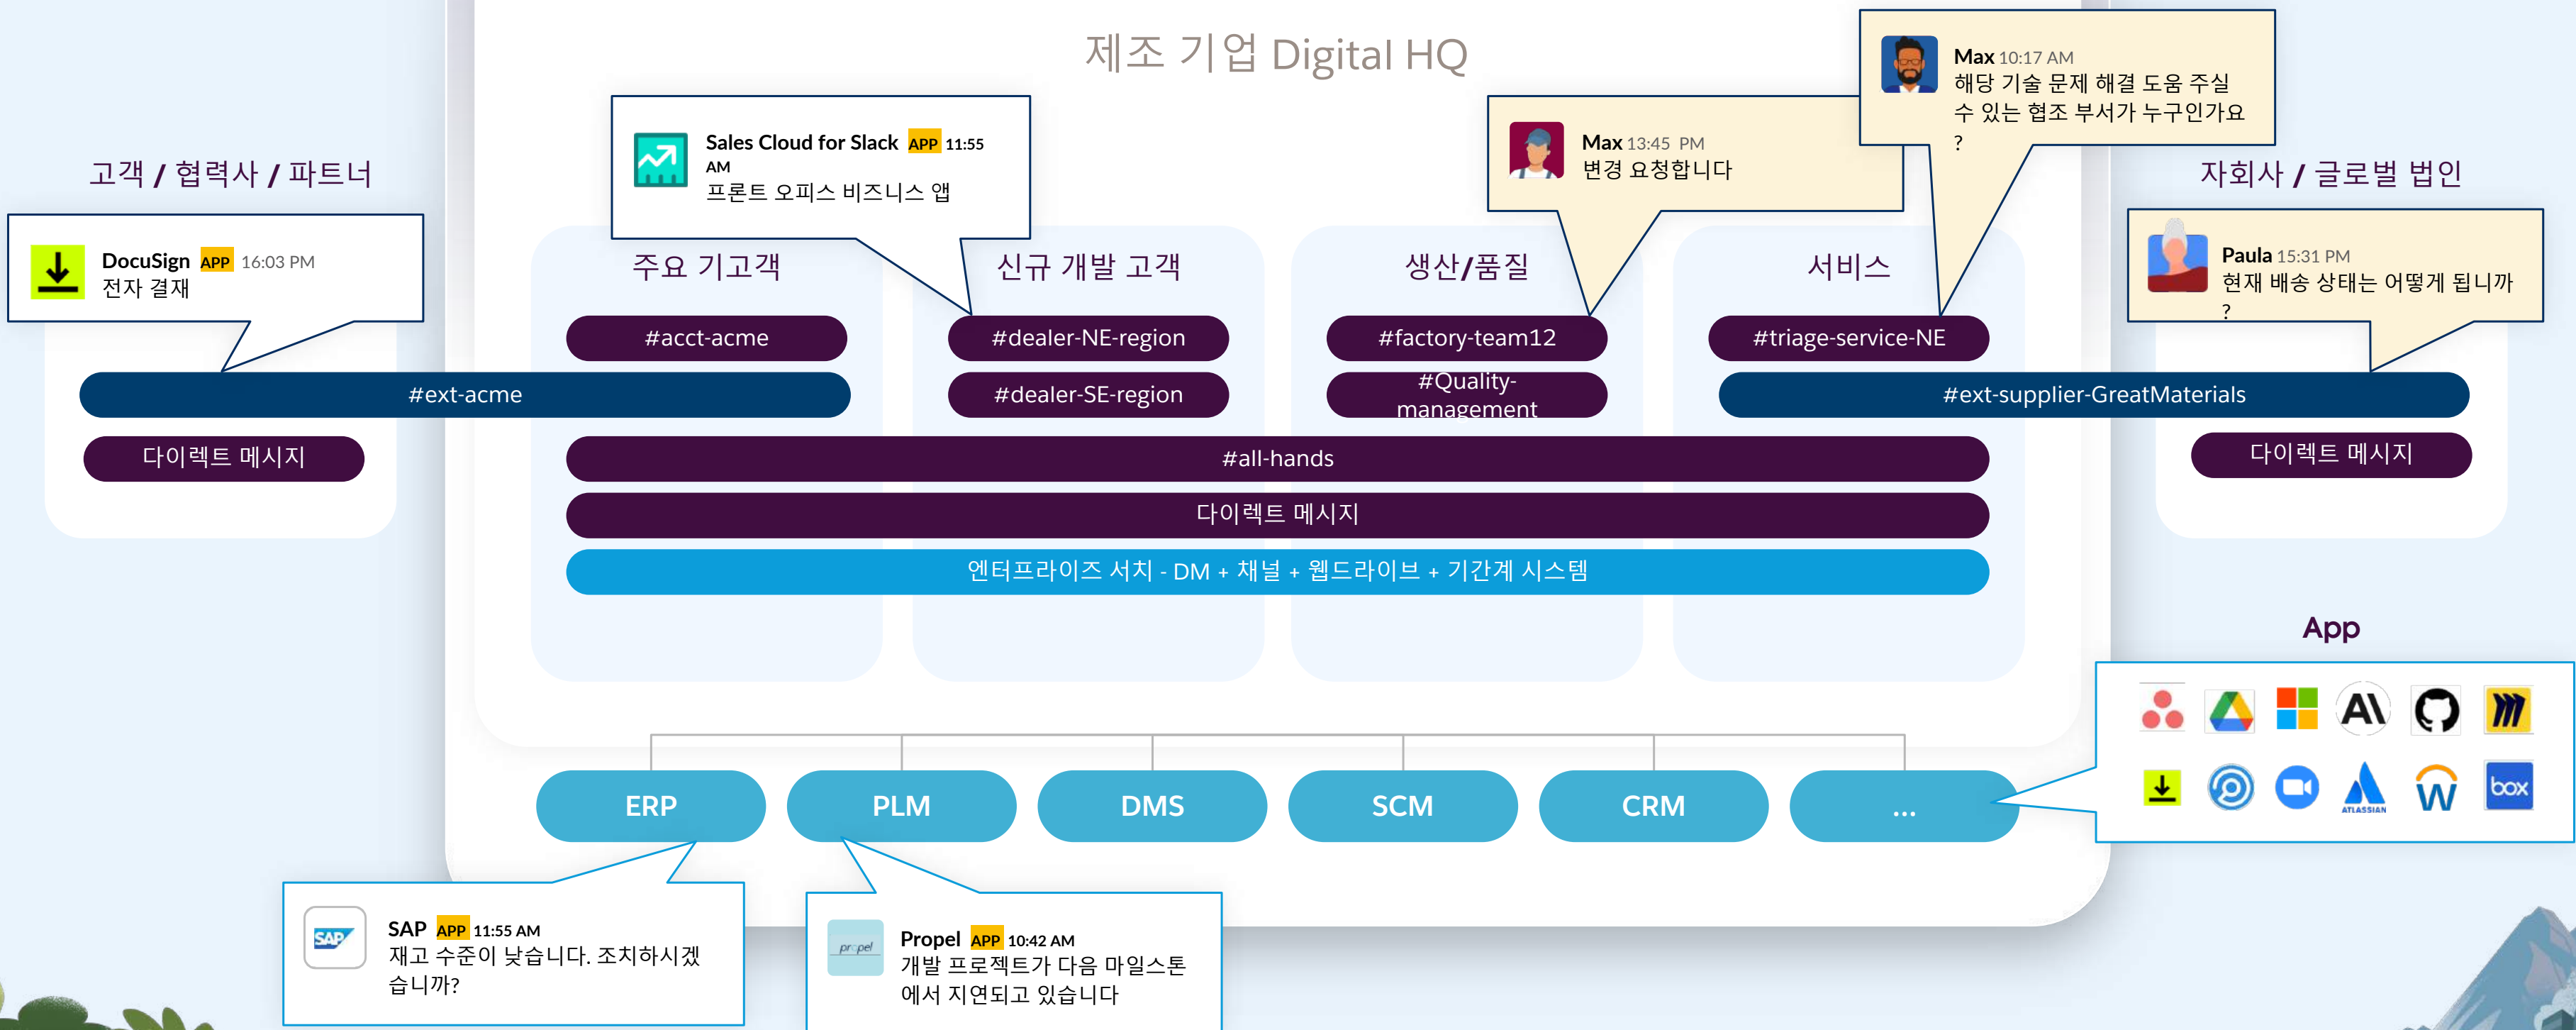 제조 기업 Digital HQ
고객 / 협력사 / 파트너
DocuSign APP 16:03 PM
전자 결재
Sales Cloud for Slack APP 11:55
AM
프론트 오피스 비즈니스 앱
Max 13:45 PM
변경 요청합니다
Max 10:17 AM
해당 기술 문제 해결 도움 주실
수 있는 협조 부서가 누구인가요
?
자회사 / 글로벌 법인
Paula 15:31 PM
현재 배송 상태는 어떻게 됩니까
?
주요 기고객
신규 개발 고객
생산/품질
서비스
#acct-acme
#dealer-NE-region
#factory-team12
#triage-service-NE
#ext-acme
#dealer-SE-region
#Quality-
management
#ext-supplier-GreatMaterials
다이렉트 메시지
#all-hands
다이렉트 메시지
다이렉트 메시지
엔터프라이즈 서치 - DM + 채널 + 웹드라이브 + 기간계 시스템
App
box
ATLASSIAN
ERP
PLM
DMS
SCM
CRM
...
SAP
SAP APP 11:55 AM
재고 수준이 낮습니다. 조치하시겠
습니까?
propel
Propel APP 10:42 AM
개발 프로젝트가 다음 마일스톤
에서 지연되고 있습니다